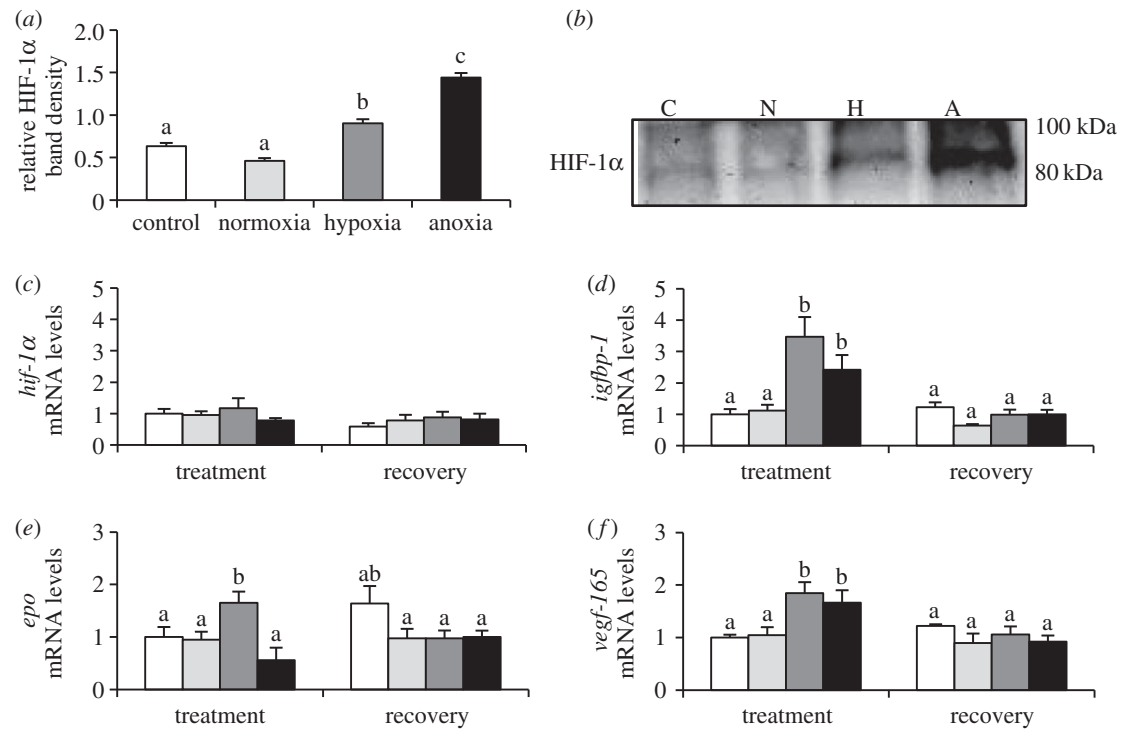 (a)
2.0
1.5
1.0
0.5
0
relative HIF-1α
band density
a
a
b
c
control normoxia hypoxia anoxia
(b)
C N H A
100 kDa
HIF-1α
80 kDa
(c)
5
4
3
2
1
0
hif-1α
mRNA levels
treatment recovery
(d)
5
4
3
2
1
0
igfbp-1
mRNA levels
a a b b a a a a
treatment recovery
(e)
3
2
1
0
epo
mRNA levels
a a b a ab a a a
treatment recovery
(f)
3
2
1
0
vegf-165
mRNA levels
a a b b a a a a
treatment recovery